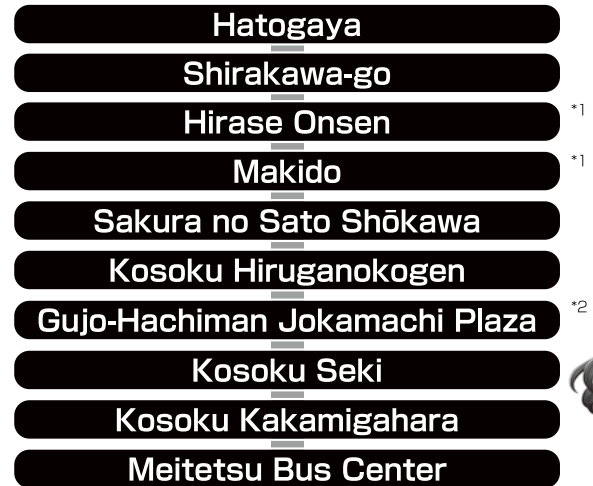 Hatogaya
Shirakawa-go
Hirase Onsen *1
Makido *1
Sakura no Sato Shōkawa
Kosoku Hiruganokogen
Gujo-Hachiman Jokamachi Plaza *2
Kosoku Seki
Kosoku Kakamigahara
Meitetsu Bus Center